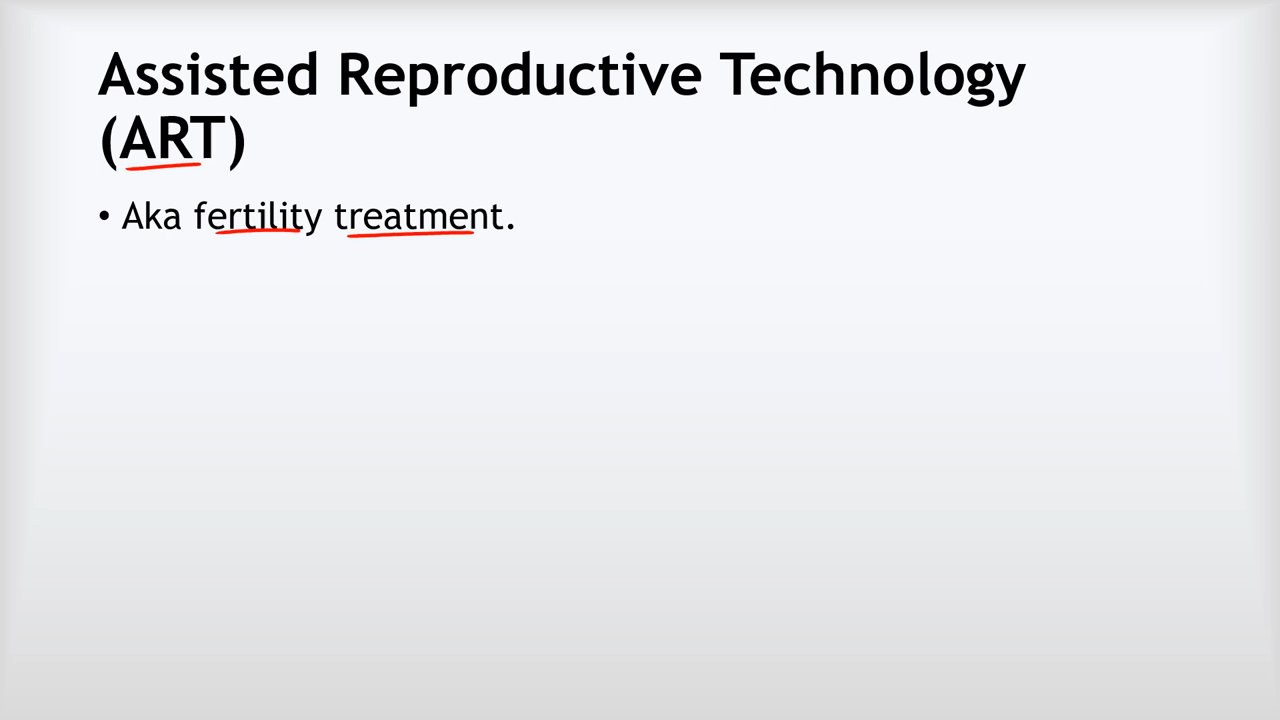 Assisted Reproductive Technology
(ART)
• Aka fertility treatment.